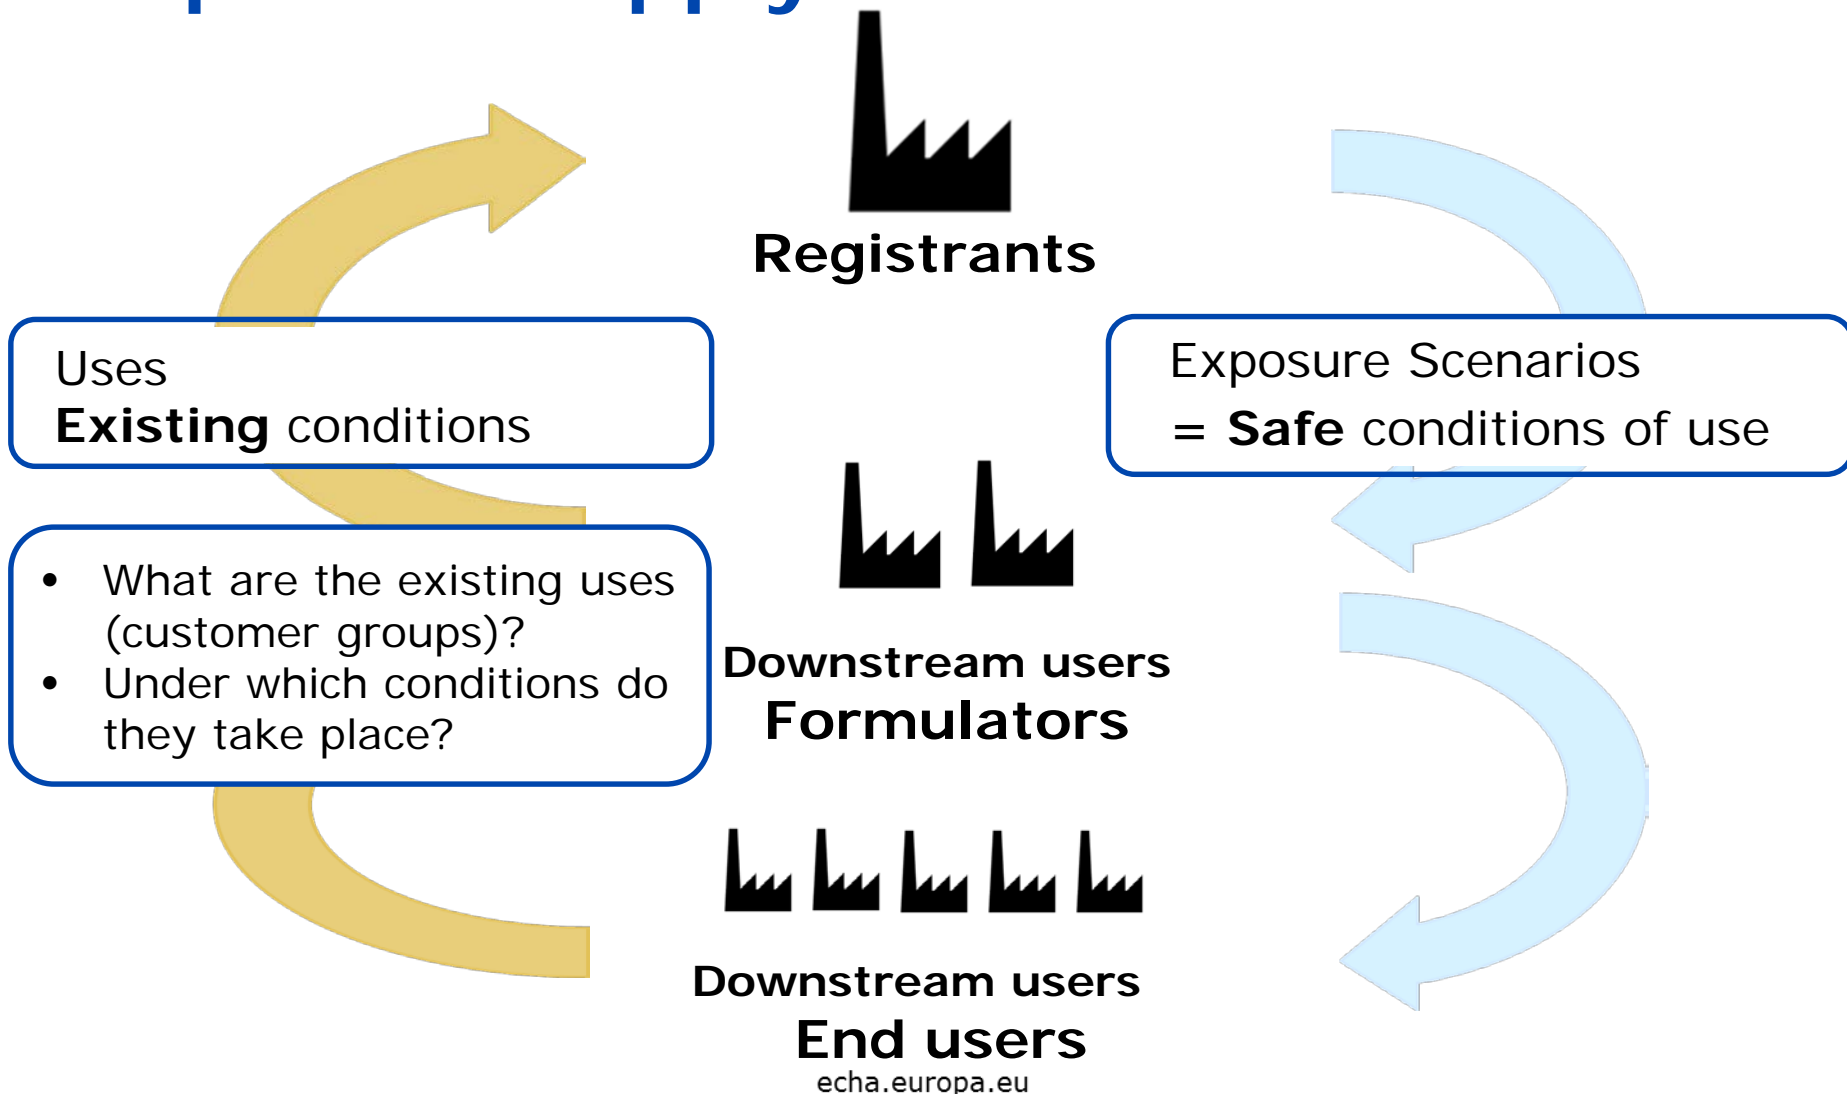 Registrants
Uses
Existing conditions
Exposure Scenarios
= Safe conditions of use
• What are the existing uses
(customer groups)?
• Under which conditions do
they take place?
Downstream users
Formulators
Downstream users
End users
echa.europa.eu